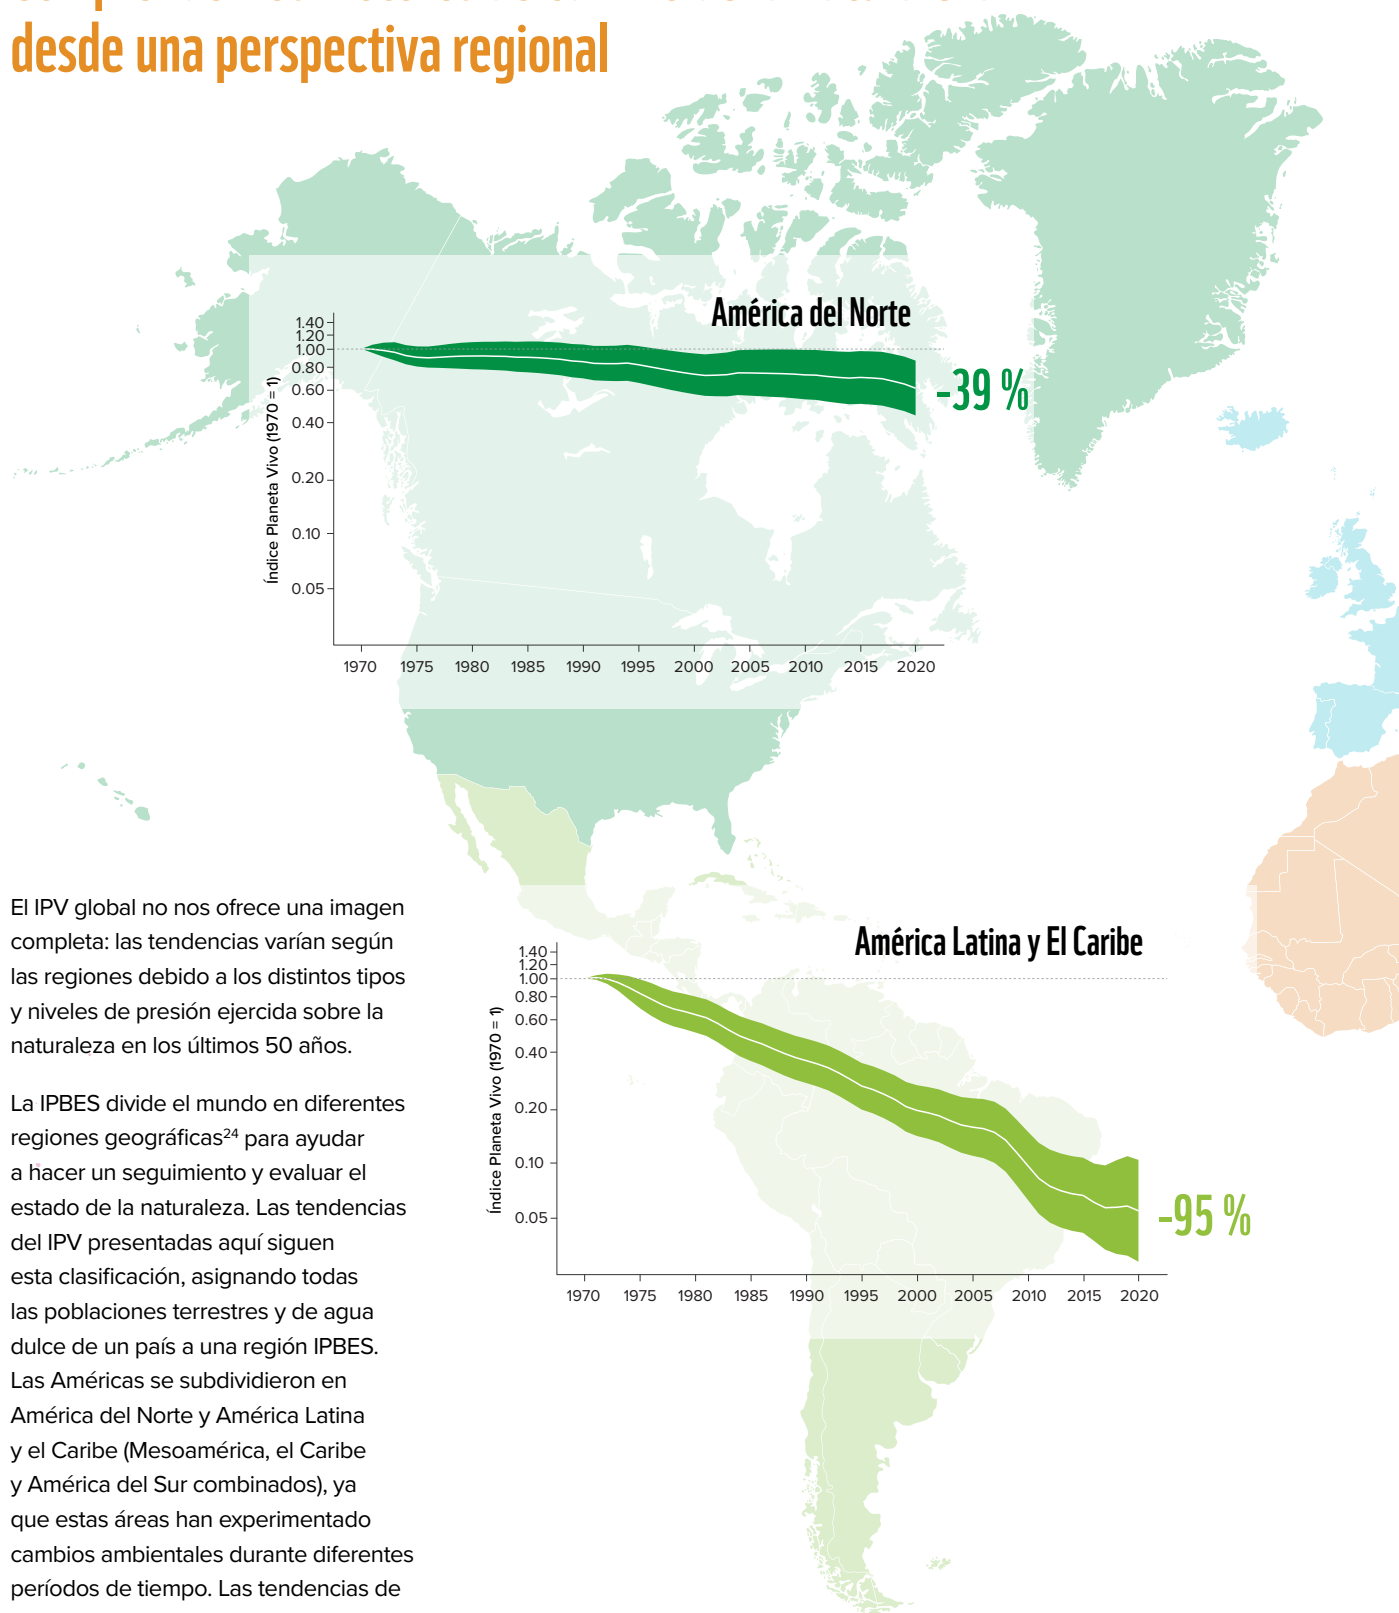 desde una perspectiva regional
América del Norte
1.40
1.20
1.00
0.80
0.60
0.40
0.20
0.10
0.05
Índice Planeta Vivo (1970 = 1)
-39 %
1970 1975 1980 1985 1990 1995 2000 2005 2010 2015 2020
El IPV global no nos ofrece una imagen
completa: las tendencias varían según
las regiones debido a los distintos tipos
y niveles de presión ejercida sobre la
naturaleza en los últimos 50 años.
La IPBES divide el mundo en diferentes
regiones geográficas²⁴ para ayudar
a hacer un seguimiento y evaluar el
estado de la naturaleza. Las tendencias
del IPV presentadas aquí siguen
esta clasificación, asignando todas
las poblaciones terrestres y de agua
dulce de un país a una región IPBES.
Las Américas se subdividieron en
América del Norte y América Latina
y el Caribe (Mesoamérica, el Caribe
y América del Sur combinados), ya
que estas áreas han experimentado
cambios ambientales durante diferentes
períodos de tiempo. Las tendencias de
América Latina y El Caribe
1.40
1.20
1.00
0.80
0.60
0.40
0.20
0.10
0.05
Índice Planeta Vivo (1970 = 1)
-95 %
1970 1975 1980 1985 1990 1995 2000 2005 2010 2015 2020